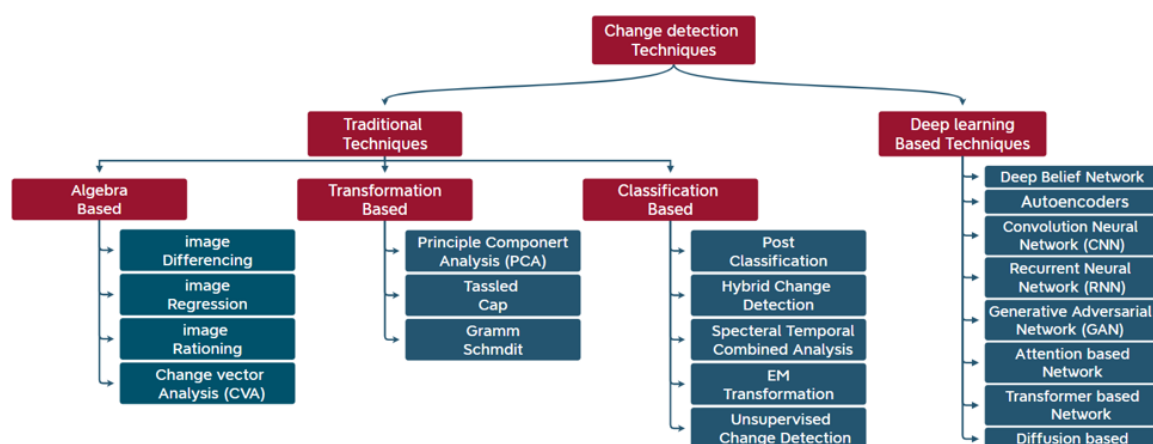 Change detection
Techniques
Traditional
Techniques
Deep learning
Based Techniques
Algebra
Based
Transformation
Based
Classification
Based
image
Differencing
image
Regression
image
Rationing
Change vector
Analysis (CVA)
Principle Componert
Analysis (PCA)
Tassled
Cap
Gramm
Schmdit
Post
Classification
Hybrid Change
Detection
Specteral Temporal
Combined Analysis
EM
Transformation
Unsupervised
Change Detection
Deep Belief Network
Autoencoders
Convolution Neural
Network (CNN)
Recurrent Neural
Network (RNN)
Generative Adversarial
Network (GAN)
Attention based
Network
Transformer based
Network
Diffusion based